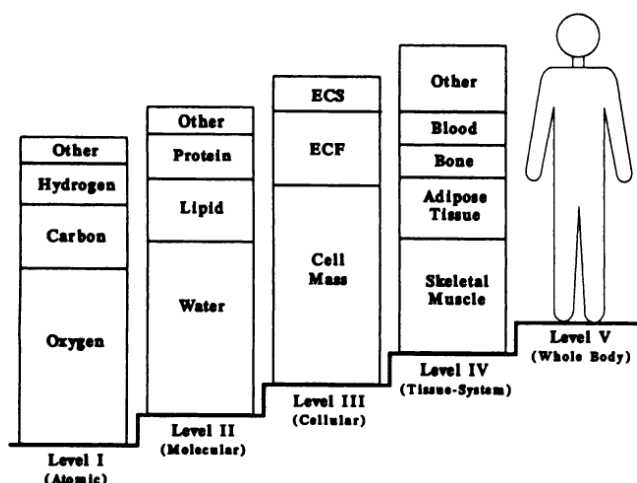 Other
Hydrogen
Carbon
Oxygen
Level I
(Atomic)
Other
Protein
Lipid
Water
Level II
(Molecular)
ECS
ECF
Cell
Mass
Level III
(Cellular)
Other
Blood
Bone
Adipose
Tissue
Skeletal
Muscle
Level IV
(Tissue-System)
Level V
(Whole Body)